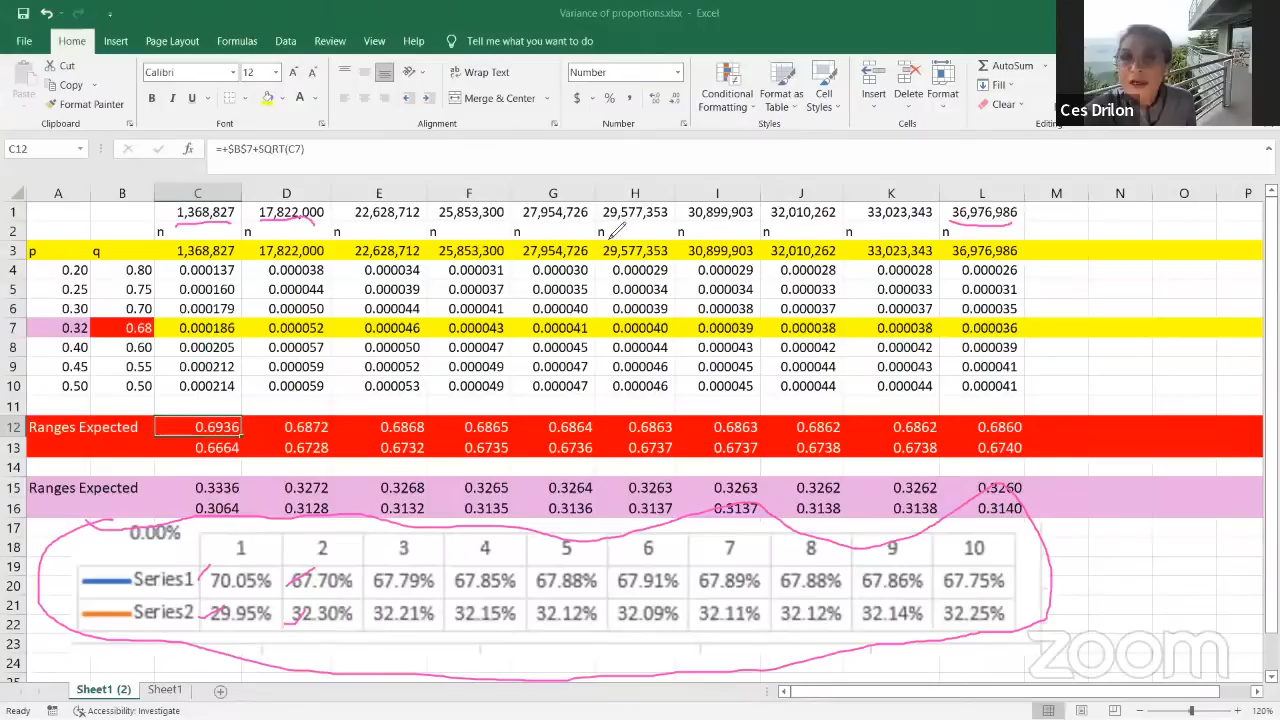 Variance of proportions.xlsx - Excel
File Home Insert Page Layout Formulas Data Review View Help Tell me what you want to do
Paste Cut Copy Format Painter
Calibri 12 Wrap Text Merge & Center Number
B I U A $ % ,
Conditional Formatting Format as Table Cell Styles Insert Delete Format AutoSum Fill Clear
Clipboard Font Alignment Number Styles Cells Editing
Ces Drilon
C12 fx =+$B$7+SQRT(C7)
A B C D E F G H I J K L M N O P
1 1,368,827 17,822,000 22,628,712 25,853,300 27,954,726 29,577,353 30,899,903 32,010,262 33,023,343 36,976,986
2 n n n n n n n n n n
3 p q 1,368,827 17,822,000 22,628,712 25,853,300 27,954,726 29,577,353 30,899,903 32,010,262 33,023,343 36,976,986
4 0.20 0.80 0.000137 0.000038 0.000034 0.000031 0.000030 0.000029 0.000029 0.000028 0.000028 0.000026
5 0.25 0.75 0.000160 0.000044 0.000039 0.000037 0.000035 0.000034 0.000034 0.000033 0.000033 0.000031
6 0.30 0.70 0.000179 0.000050 0.000044 0.000041 0.000040 0.000039 0.000038 0.000037 0.000037 0.000035
7 0.32 0.68 0.000186 0.000052 0.000046 0.000043 0.000041 0.000040 0.000039 0.000038 0.000038 0.000036
8 0.40 0.60 0.000205 0.000057 0.000050 0.000047 0.000045 0.000044 0.000043 0.000042 0.000042 0.000039
9 0.45 0.55 0.000212 0.000059 0.000052 0.000049 0.000047 0.000046 0.000045 0.000044 0.000043 0.000041
10 0.50 0.50 0.000214 0.000059 0.000053 0.000049 0.000047 0.000046 0.000045 0.000044 0.000044 0.000041
11
12 Ranges Expected 0.6936 0.6872 0.6868 0.6865 0.6864 0.6863 0.6863 0.6862 0.6862 0.6860
13 0.6664 0.6728 0.6732 0.6735 0.6736 0.6737 0.6737 0.6738 0.6738 0.6740
14
15 Ranges Expected 0.3336 0.3272 0.3268 0.3265 0.3264 0.3263 0.3263 0.3262 0.3262 0.3260
16 0.3064 0.3128 0.3132 0.3135 0.3136 0.3137 0.3137 0.3138 0.3138 0.3140
17 0.00%
18 1 2 3 4 5 6 7 8 9 10
19
20 Series1 70.05% 67.70% 67.79% 67.85% 67.88% 67.91% 67.89% 67.88% 67.86% 67.75%
21
22 Series2 29.95% 32.30% 32.21% 32.15% 32.12% 32.09% 32.11% 32.12% 32.14% 32.25%
23
24
zoom
Sheet1 (2) Sheet1
Ready Accessibility: Investigate 120%